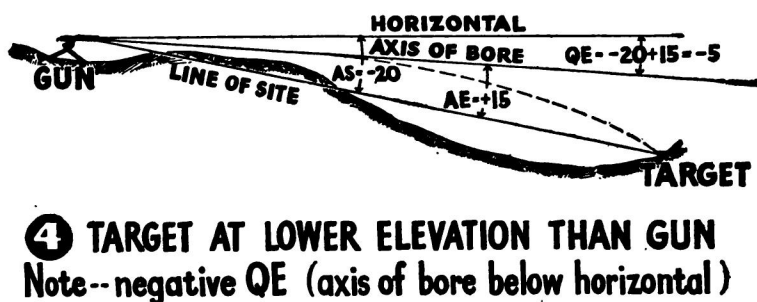 HORIZONTAL
AXIS OF BORE
QE=-20+15=-5
GUN
LINE OF SITE
AS=-20
AE=+15
TARGET
4 TARGET AT LOWER ELEVATION THAN GUN
Note--negative QE (axis of bore below horizontal)